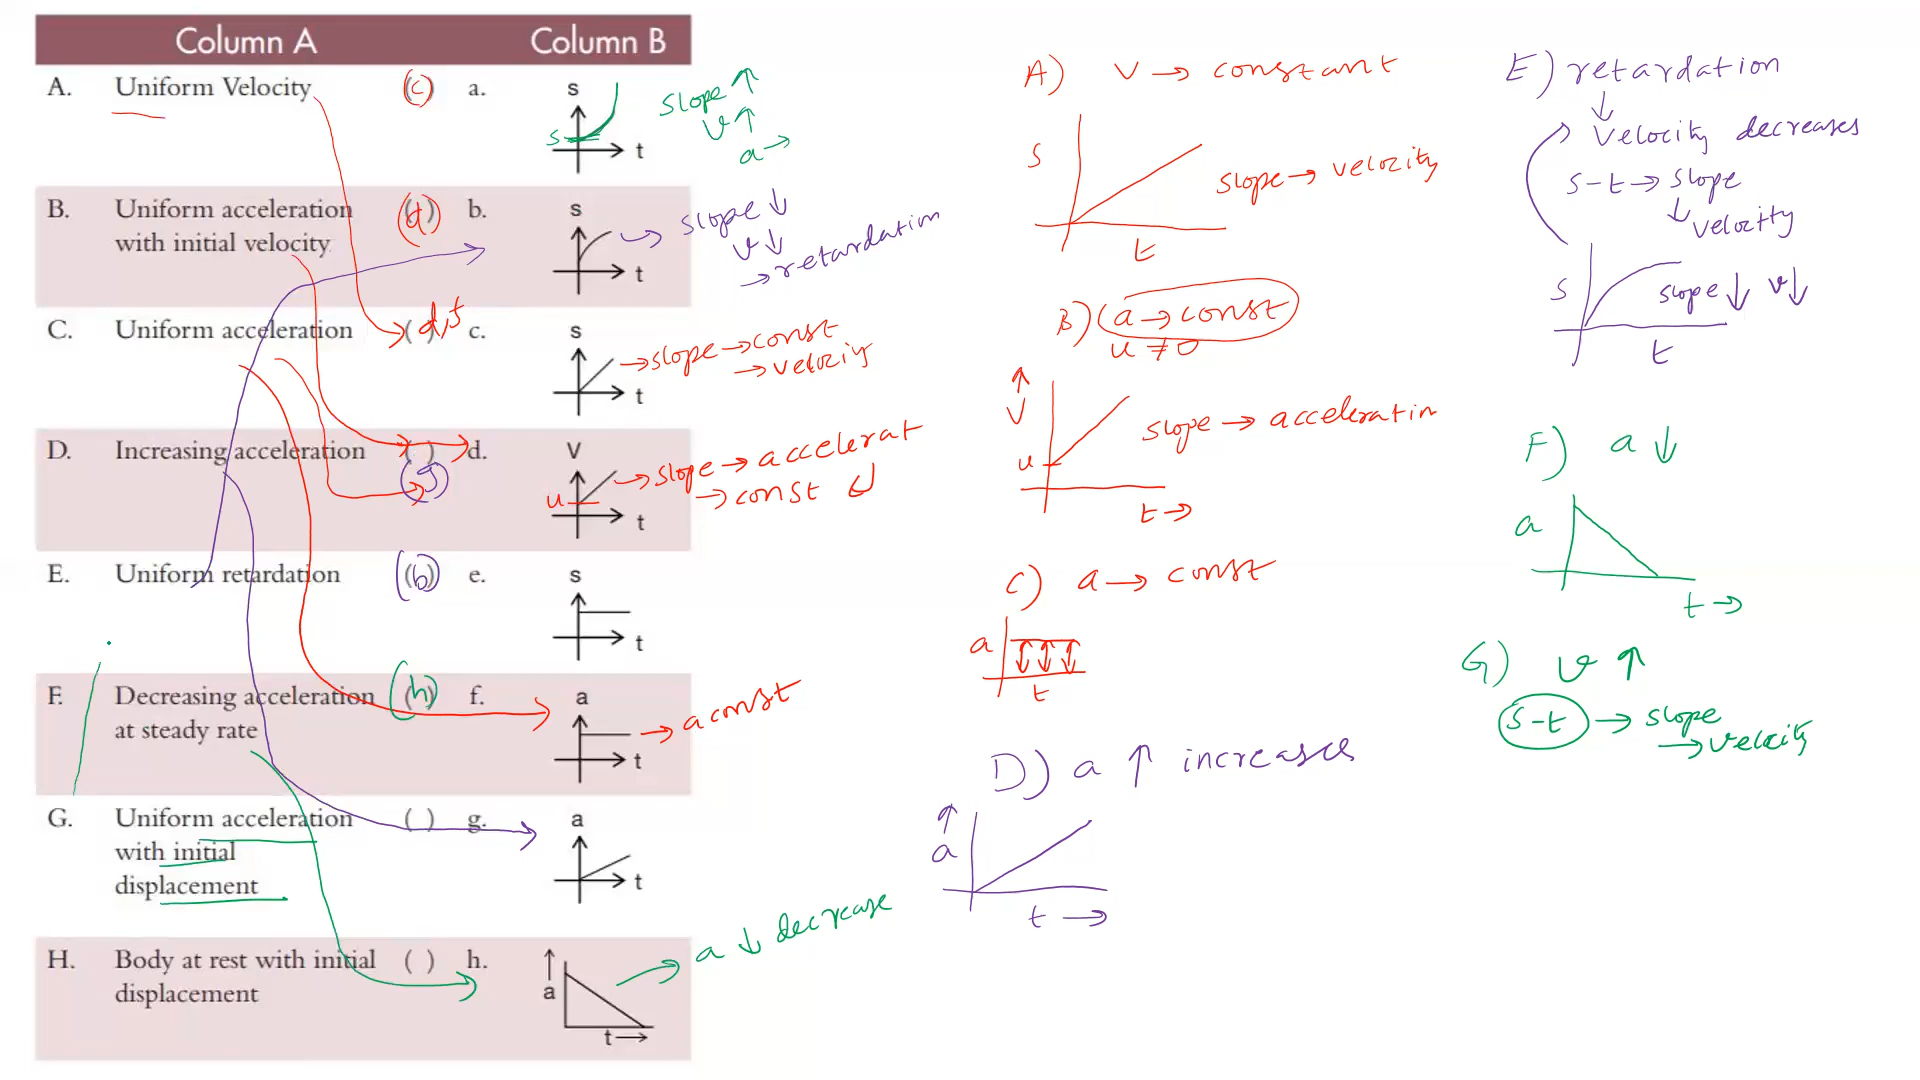 Column A Column B
A. Uniform Velocity (c) a. s
s t
slope ↑
v ↑
a →
B. Uniform acceleration (d) b. s
with initial velocity t
slope ↓
v ↓
→ retardation
C. Uniform acceleration ( ) d, f c. s
t
→ slope → const
→ velocity
D. Increasing acceleration ( ) d. V
(g)
u t
→ slope → accelerat
→ const
E. Uniform retardation (b) e. s
t
F. Decreasing acceleration (h) f. a
at steady rate t
→ a const
G. Uniform acceleration ( ) g. a
with initial t
displacement
H. Body at rest with initial ( ) h.
displacement a
t →
a ↓ decrease
A) v → constant
s
slope → velocity
t
B) a → const
u ≠ 0
v
slope → acceleratin
u
t →
C) a → const
a
t
D) a ↑ increases
a
t →
E) retardation
↓
velocity decreases
s-t → slope
↳ velocity
s slope ↓ v ↓
t
F) a ↓
a
t →
G) v ↑
s-t → slope
→ velocity